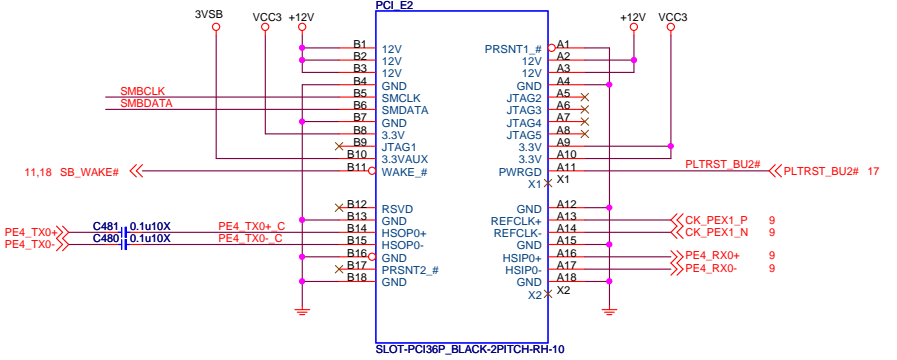 PCI_E2
3VSB VCC3 +12V +12V VCC3
B1 12V PRSNT1_# A1
B2 12V 12V A2
B3 12V 12V A3
B4 GND GND A4
SMBCLK B5 SMCLK JTAG2 A5
SMBDATA B6 SMDATA JTAG3 A6
B7 GND JTAG4 A7
B8 3.3V JTAG5 A8
B9 JTAG1 3.3V A9
B10 3.3VAUX 3.3V A10
11,18 SB_WAKE# B11 WAKE_# PWRGD A11 PLTRST_BU2# PLTRST_BU2# 17
X1 X1
B12 RSVD GND A12
B13 GND REFCLK+ A13 CK_PEX1_P 9
PE4_TX0+ C481 0.1u10X PE4_TX0+_C B14 HSOP0+ REFCLK- A14 CK_PEX1_N 9
PE4_TX0- C480 0.1u10X PE4_TX0-_C B15 HSOP0- GND A15
B16 GND HSIP0+ A16 PE4_RX0+ 9
B17 PRSNT2_# HSIP0- A17 PE4_RX0- 9
B18 GND GND A18
X2 X2
SLOT-PCI36P_BLACK-2PITCH-RH-10